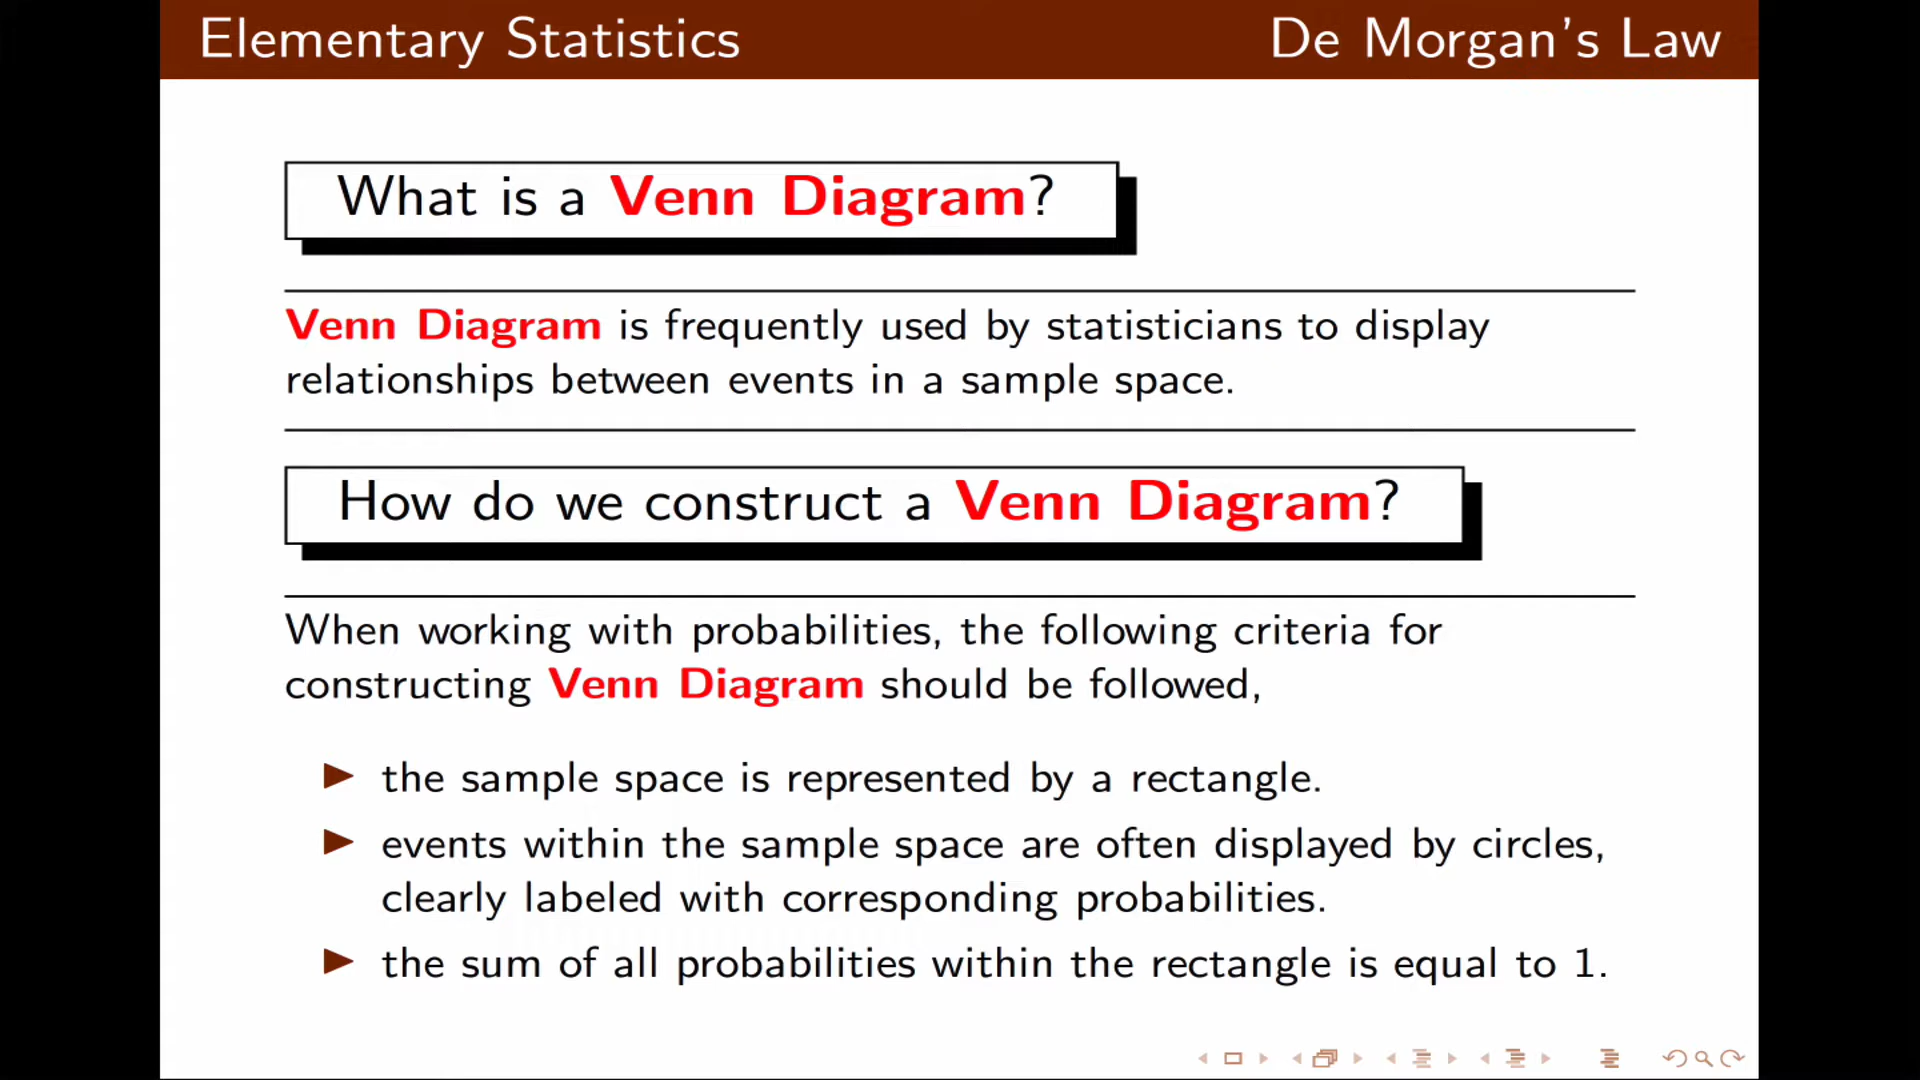 Elementary Statistics De Morgan's Law
What is a Venn Diagram?
Venn Diagram is frequently used by statisticians to display
relationships between events in a sample space.
How do we construct a Venn Diagram?
When working with probabilities, the following criteria for
constructing Venn Diagram should be followed,
the sample space is represented by a rectangle.
events within the sample space are often displayed by circles,
clearly labeled with corresponding probabilities.
the sum of all probabilities within the rectangle is equal to 1.